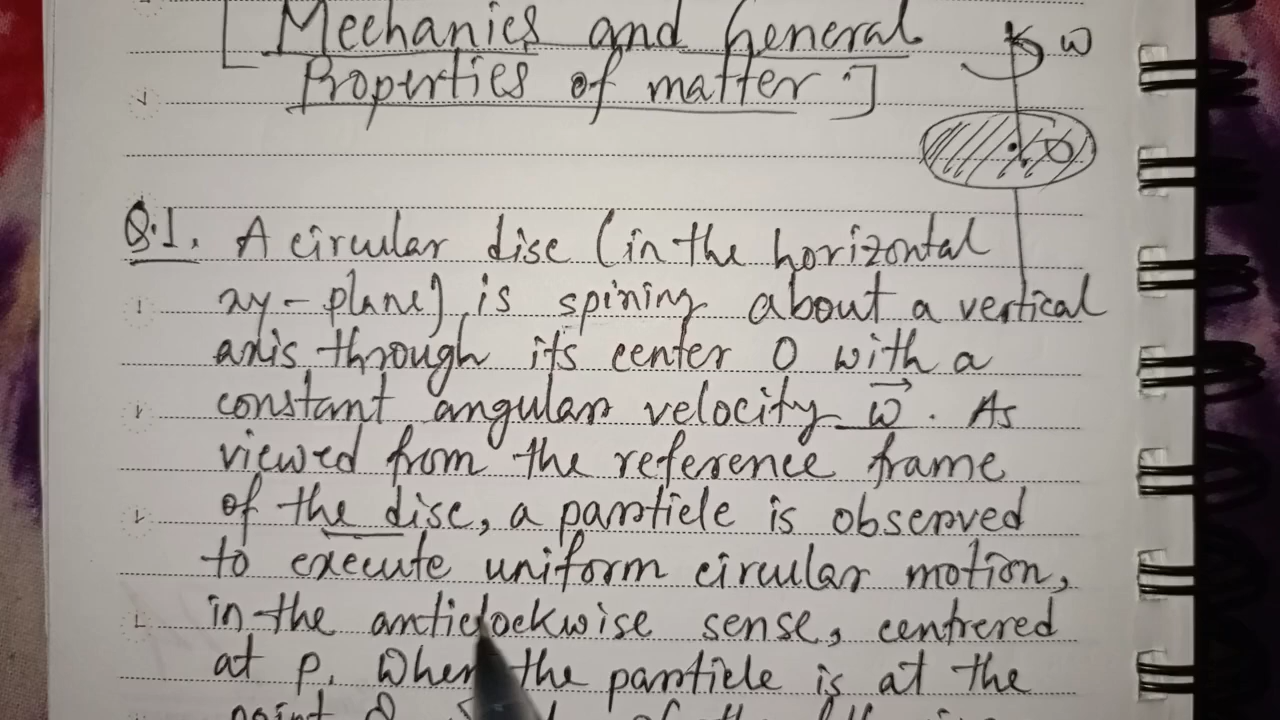 [Mechanics and General
Properties of matter :]
ω
Q.1. A circular disc (in the horizontal
xy-plane) is spining about a vertical
axis through its center O with a
constant angular velocity ω⃗. As
viewed from the reference frame
of the disc, a particle is observed
to execute uniform circular motion,
in the anticlockwise sense, centrered
at P. When the particle is at the
point